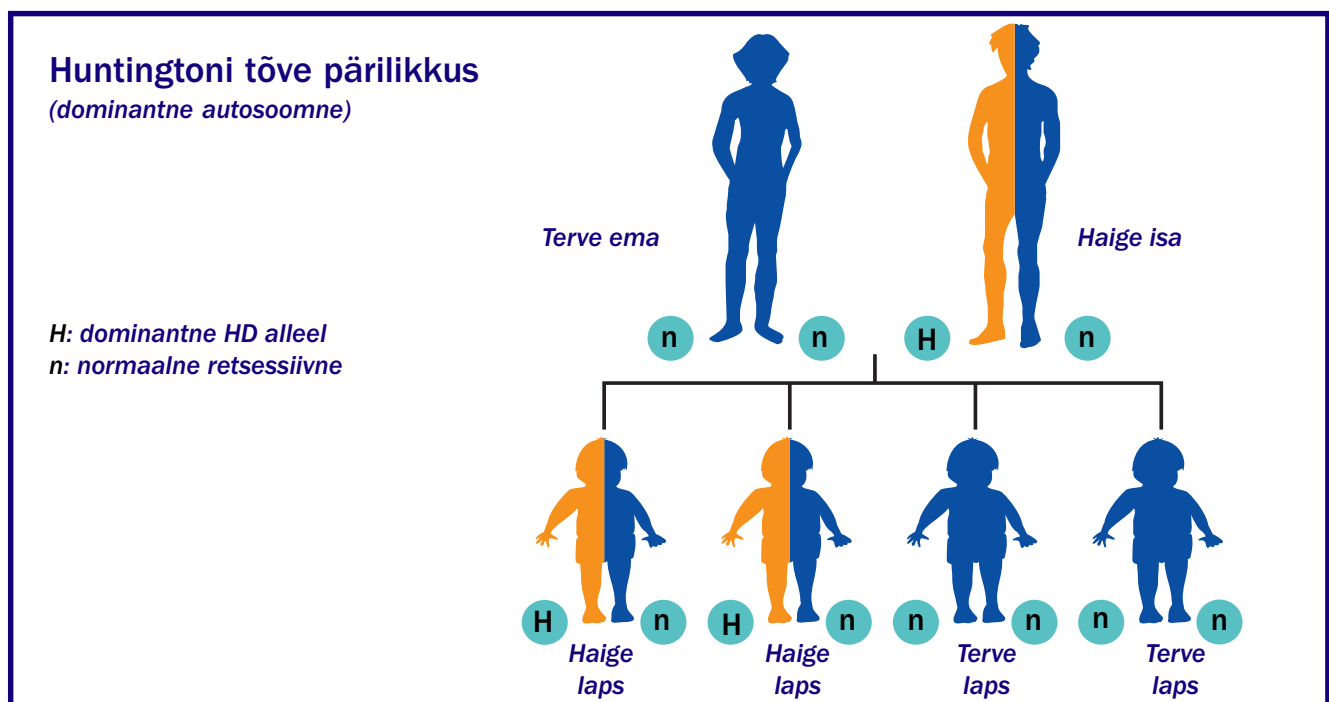 Huntingtoni tõve pärilikkus
(dominantne autosoomne)
Terve ema
Haige isa
H: dominantne HD alleel
n: normaalne retsessiivne
n
n
H
n
H
n
H
n
n
n
n
n
Haige
laps
Haige
laps
Terve
laps
Terve
laps